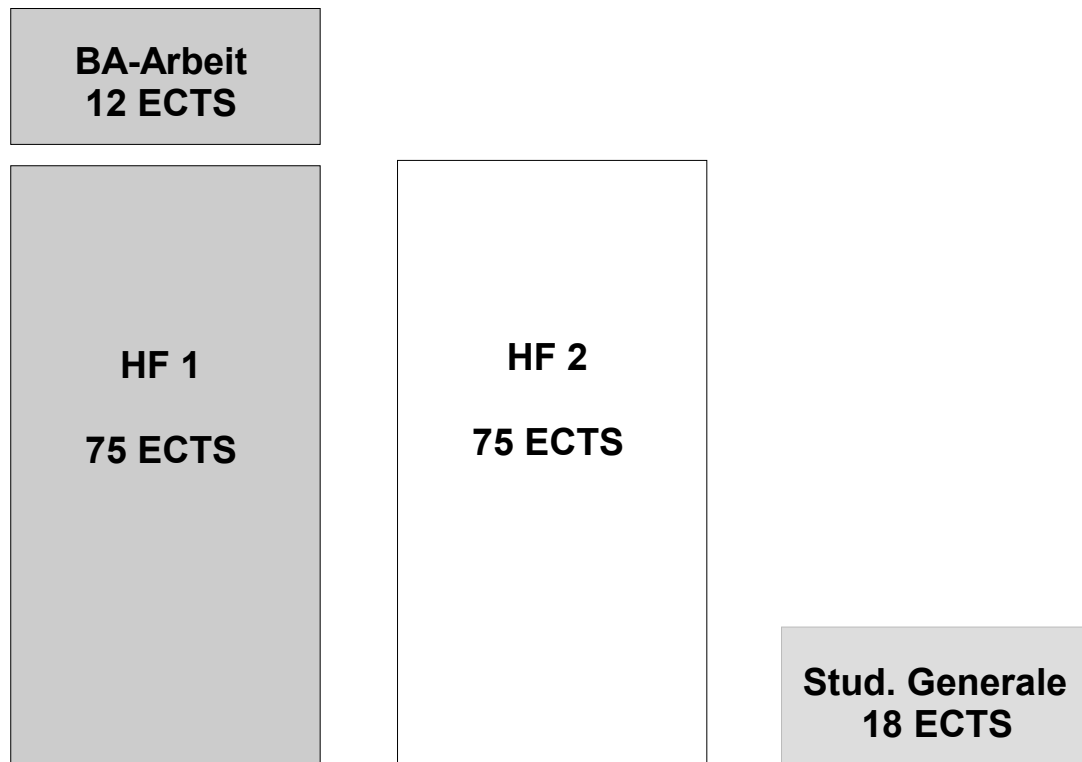 BA-Arbeit
12 ECTS
HF 1
75 ECTS
HF 2
75 ECTS
Stud. Generale
18 ECTS